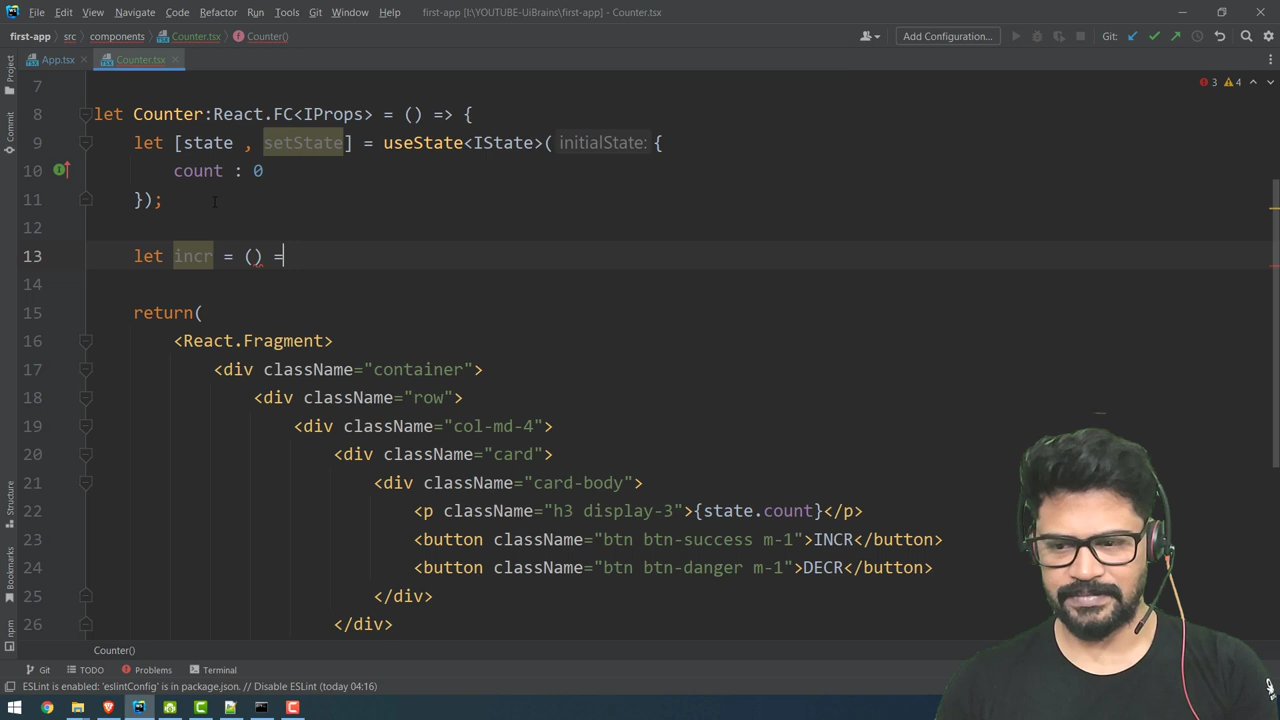 File Edit View Navigate Code Refactor Run Tools Git Window Help first-app [I:\YOUTUBE-UiBrains\first-app] - Counter.tsx
first-app src components Counter.tsx Counter() Add Configuration... Git:
App.tsx Counter.tsx
Project
Commit
Structure
Bookmarks
npm
3 4
7
8 let Counter:React.FC<IProps> = () => {
9 let [state , setState] = useState<IState>( initialState: {
10 count : 0
11 });
12
13 let incr = () =
14
15 return(
16 <React.Fragment>
17 <div className="container">
18 <div className="row">
19 <div className="col-md-4">
20 <div className="card">
21 <div className="card-body">
22 <p className="h3 display-3">{state.count}</p>
23 <button className="btn btn-success m-1">INCR</button>
24 <button className="btn btn-danger m-1">DECR</button>
25 </div>
26 </div>
Counter()
Git TODO Problems Terminal
ESLint is enabled: 'eslintConfig' is in package.json. // Disable ESLint (today 04:16)